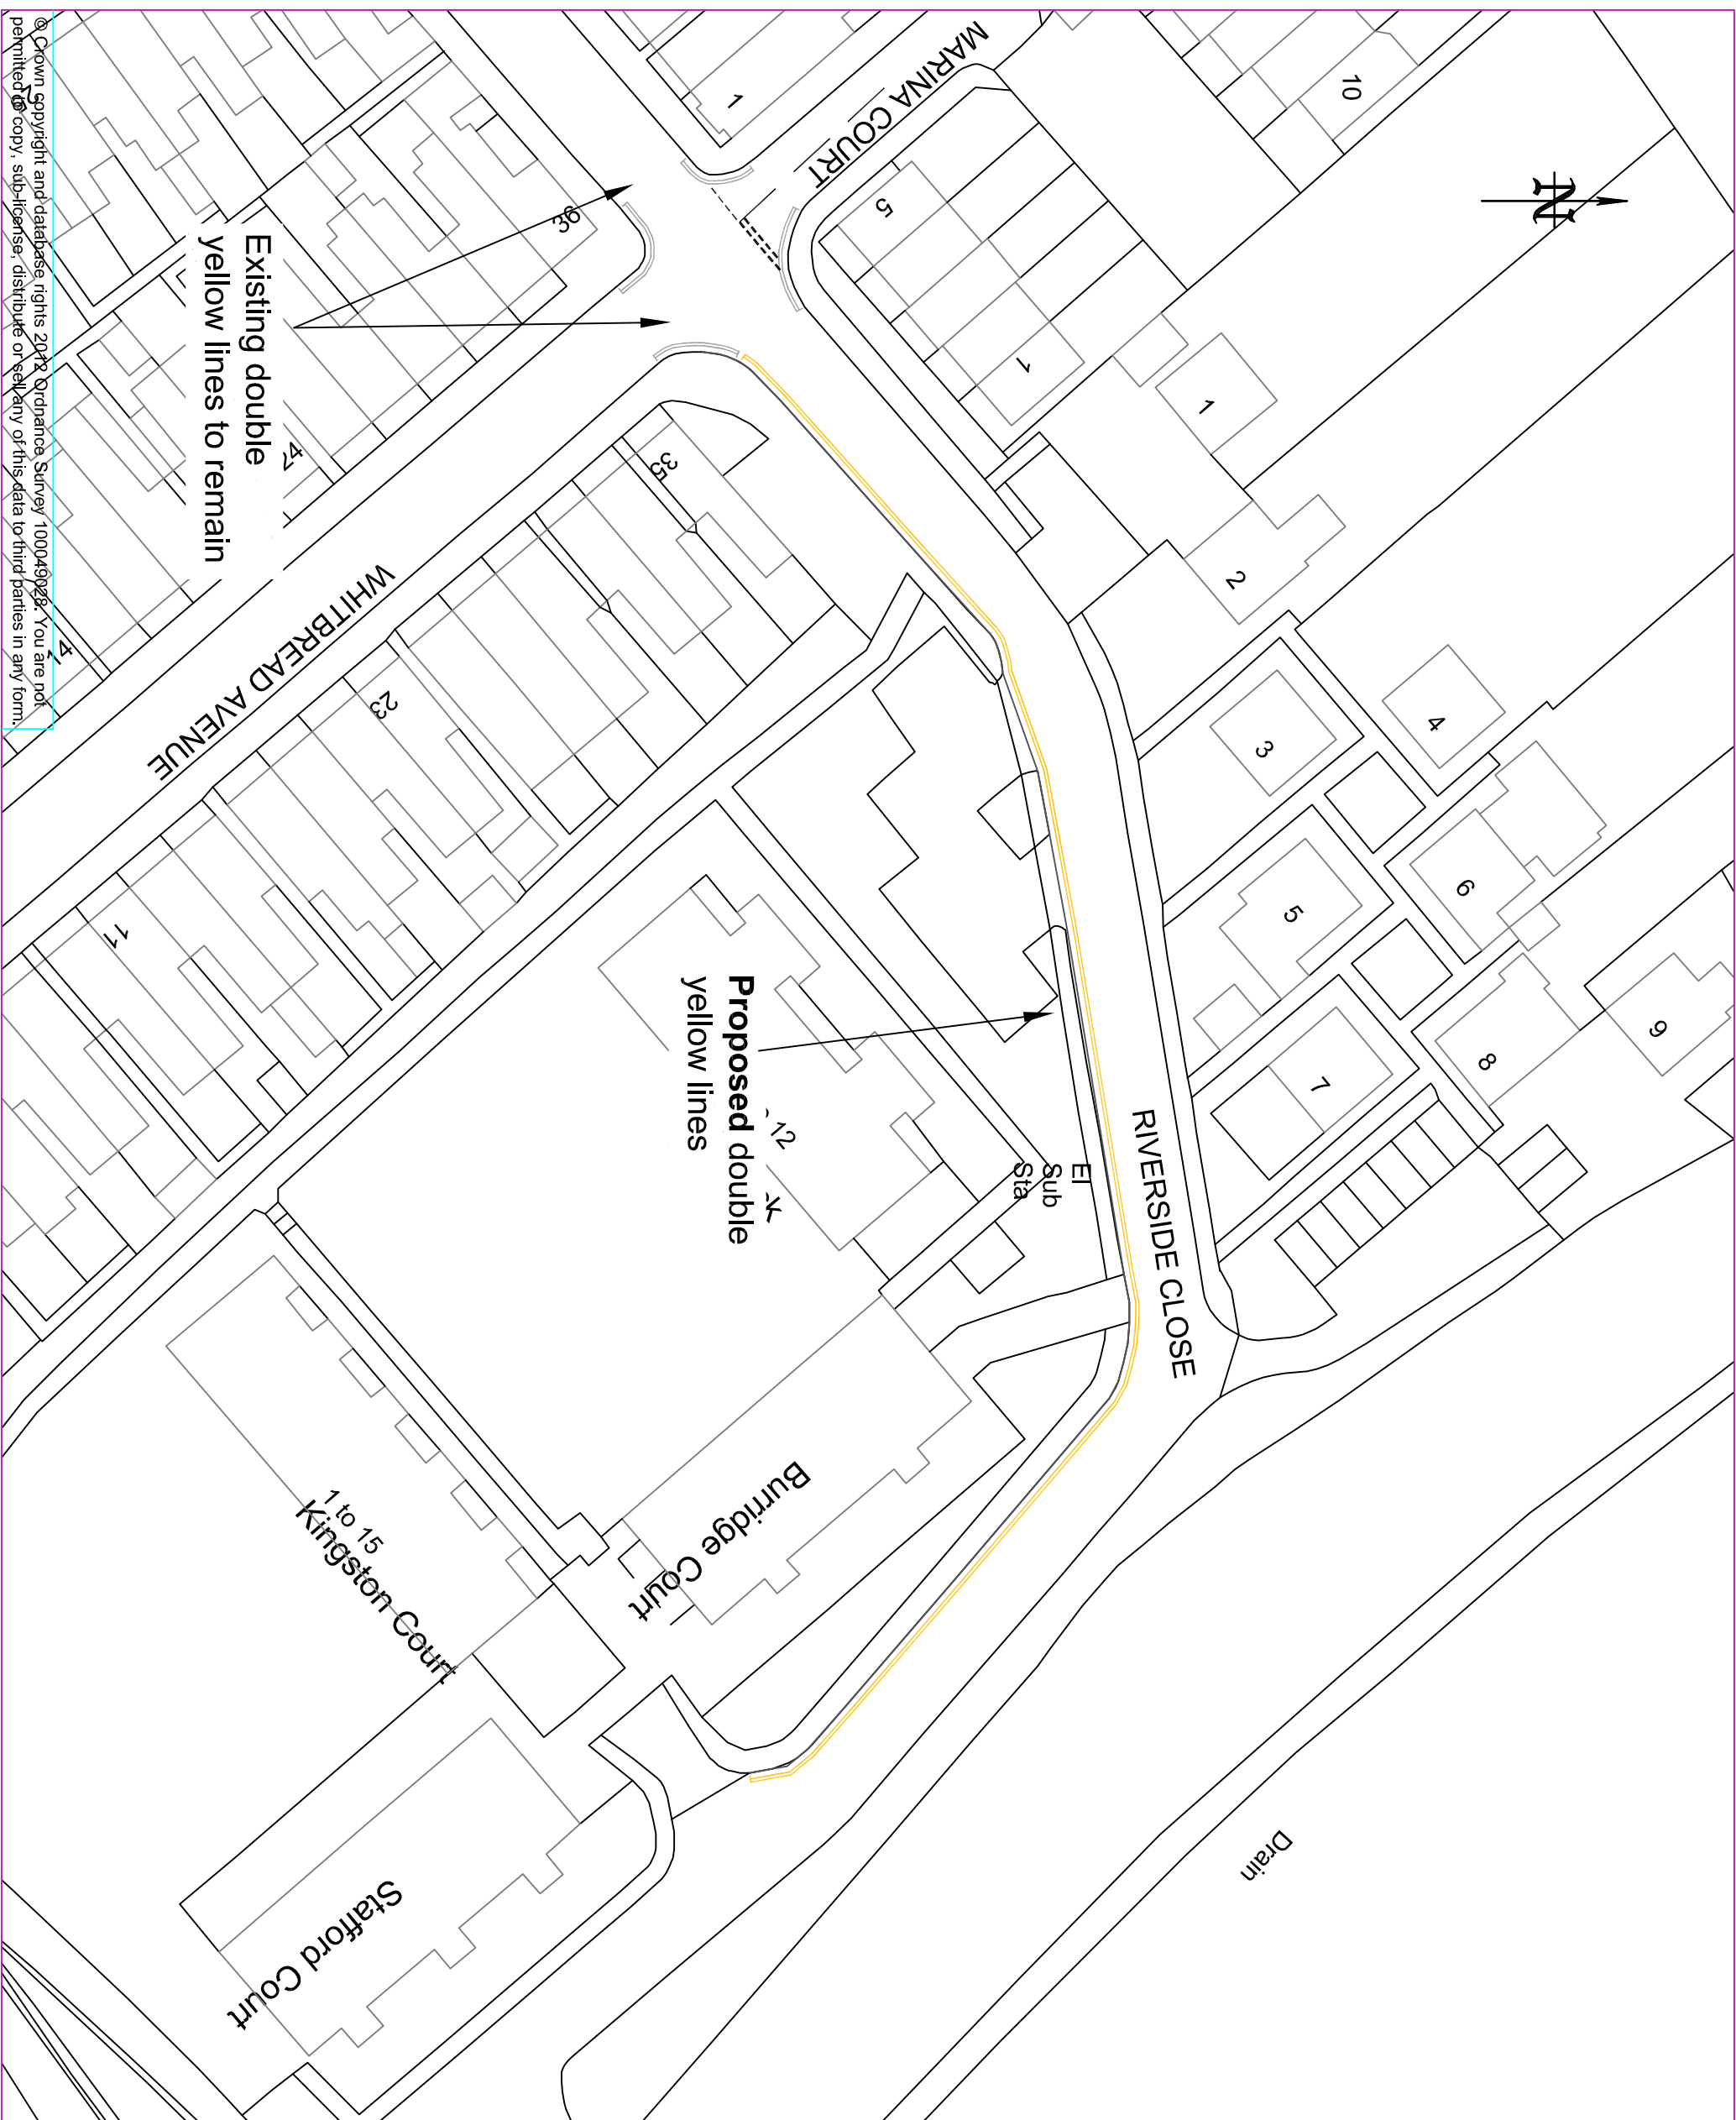 MARINA COURT
10
N
1
5
1
36
1
2
Existing double
yellow lines to remain
24
35
4
3
14
WHITBREAD AVENUE
23
6
5
11
9
8
7
Proposed double
yellow lines
12
El
Sub
Sta
RIVERSIDE CLOSE
Burridge Court
1 to 15
Kingston Court
Stafford Court
Drain
© Crown copyright and database rights 2012 Ordnance Survey 100049028. You are not
permitted to copy, sub-license, distribute or sell any of this data to third parties in any form.